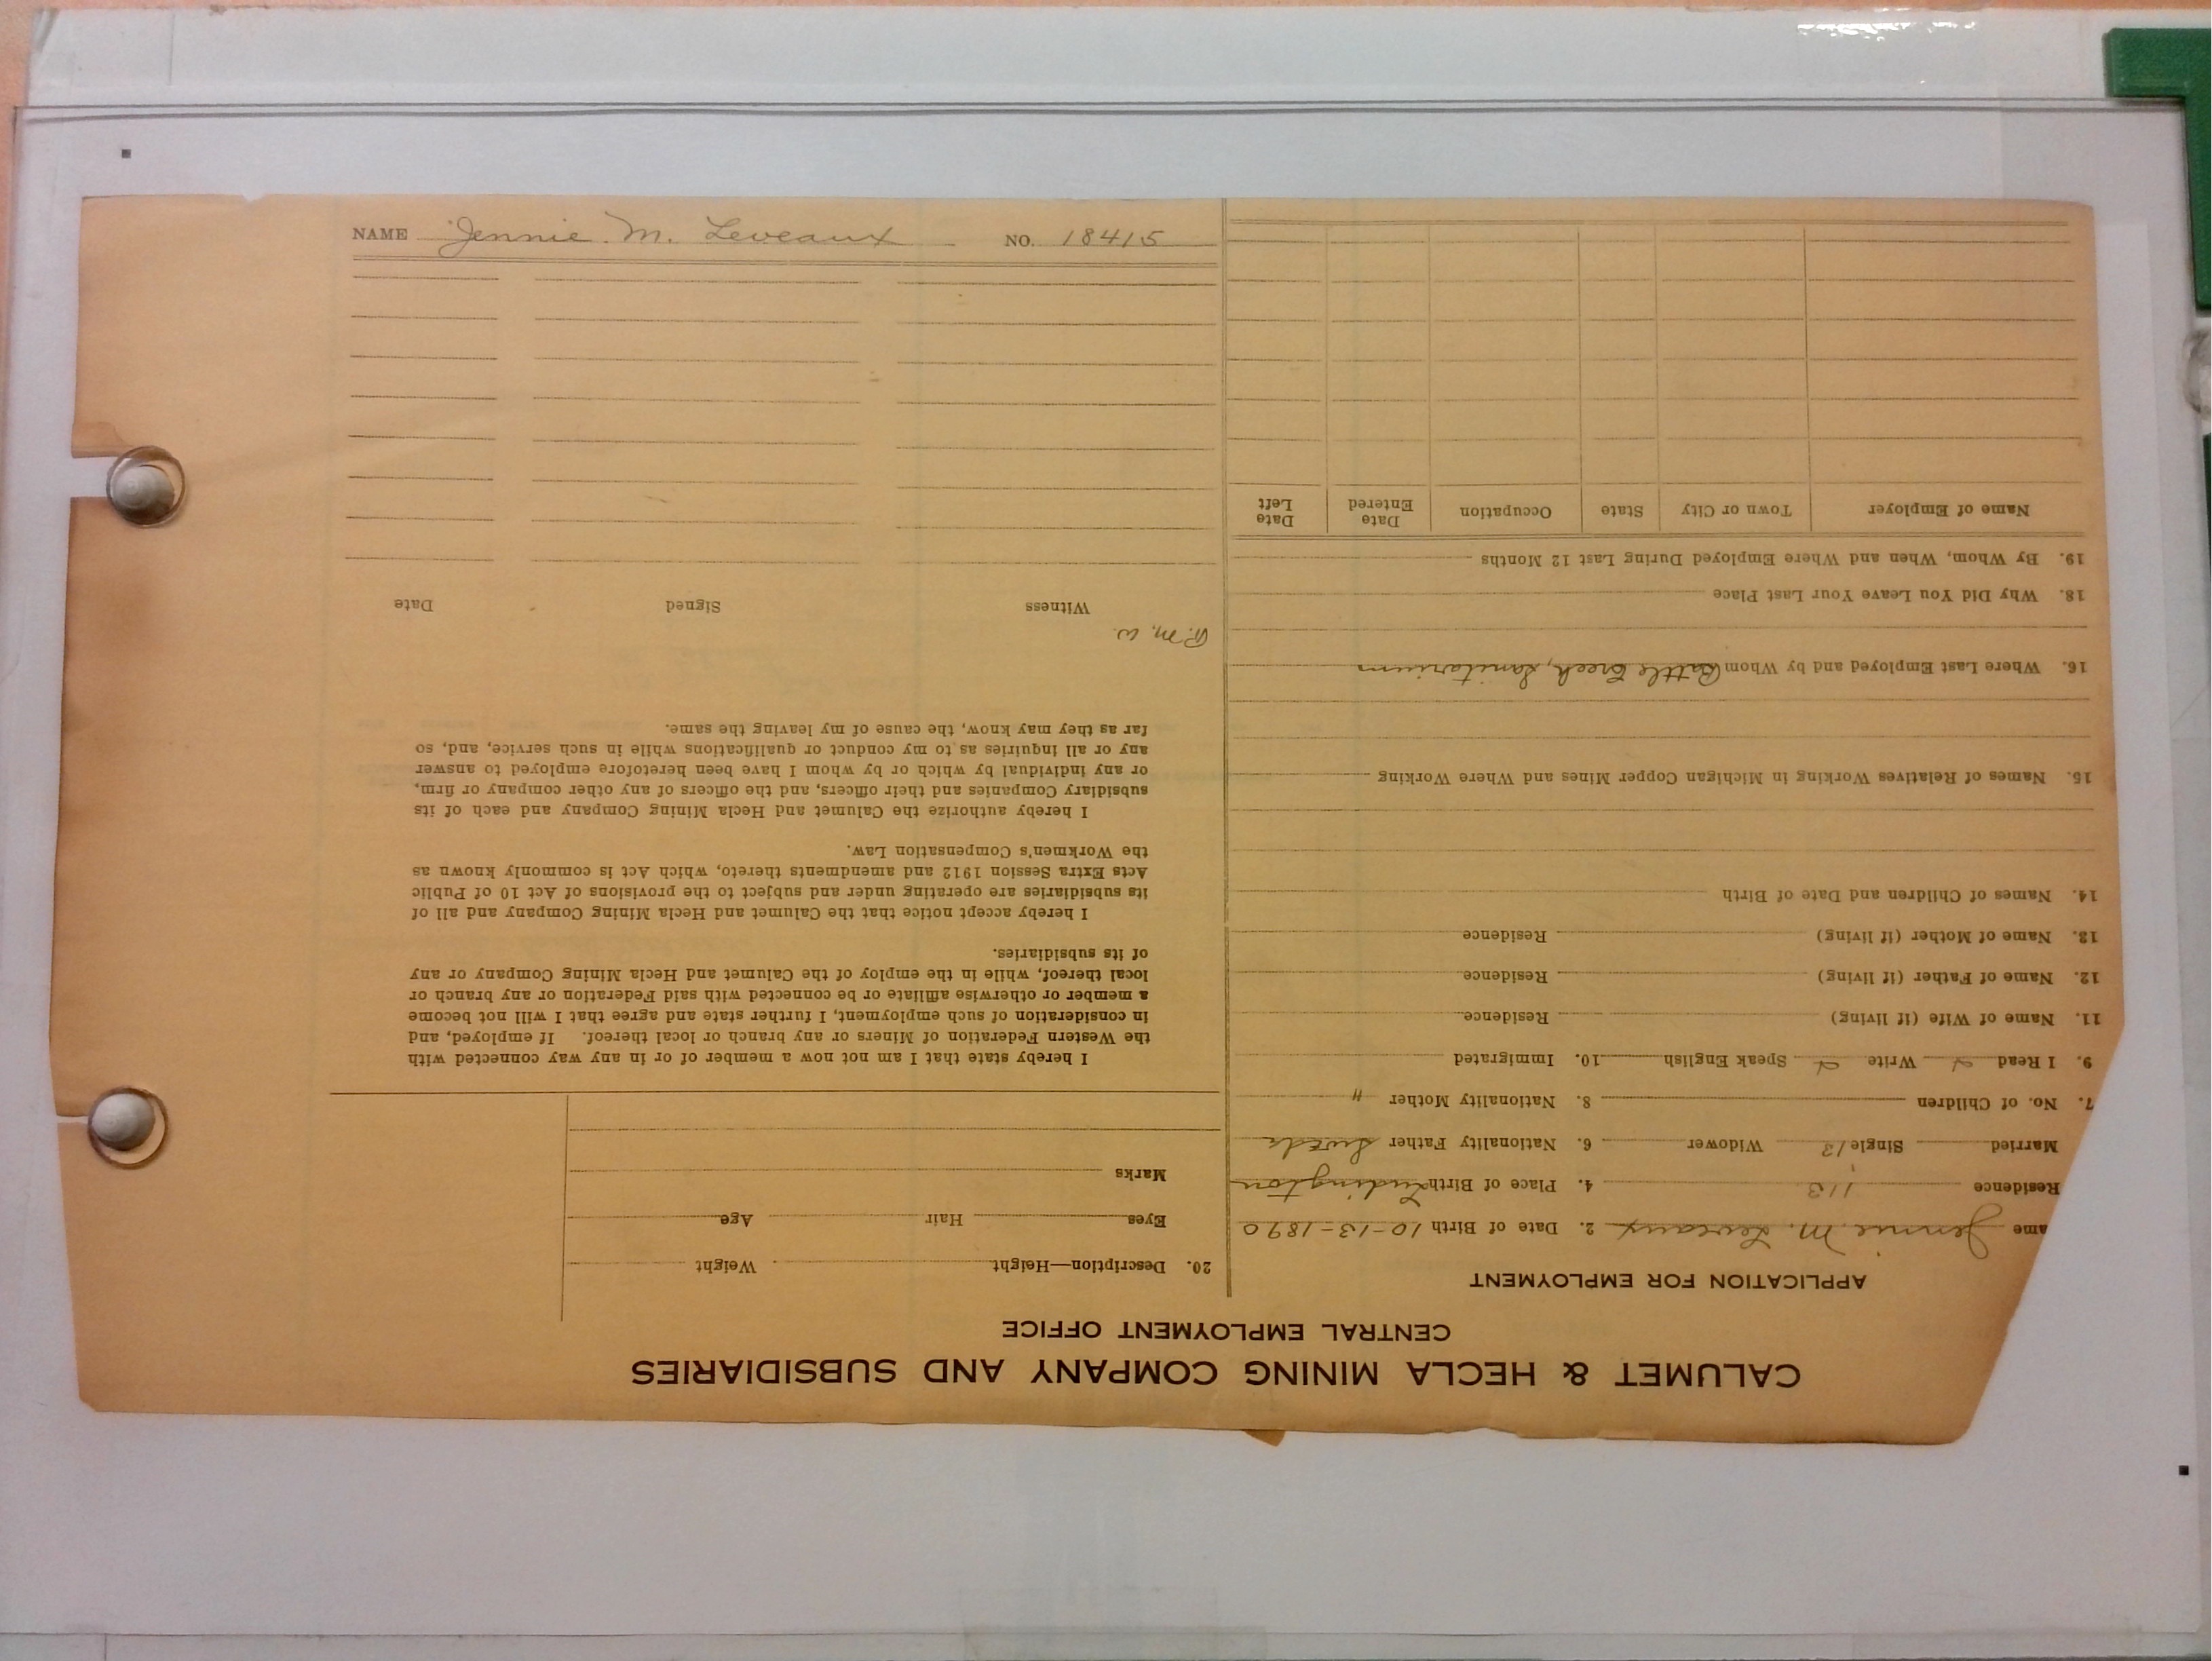 NAME Jennie M. Leveaux NO. 18415
CALUMET & HECLA MINING COMPANY AND SUBSIDIARIES
CENTRAL EMPLOYMENT OFFICE
APPLICATION FOR EMPLOYMENT
ame Jennie M. Leveaux 2. Date of Birth 10-13-1890
Residence 113 4. Place of Birth Ludington
Married Single 13 Widower 6. Nationality Father Swede
7. No. of Children 8. Nationality Mother "
9. I Read Write Speak English 10. Immigrated
11. Name of Wife (if living) Residence
12. Name of Father (if living) Residence
13. Name of Mother (if living) Residence
14. Names of Children and Date of Birth
15. Names of Relatives Working in Michigan Copper Mines and Where Working
16. Where Last Employed and by Whom Battle Creek, Sanitarium
18. Why Did You Leave Your Last Place
19. By Whom, When and Where Employed During Last 12 Months
Name of Employer Town or City State Occupation Date Entered Date Left
20. Description—Height Weight
Eyes Hair Age
Marks
I hereby state that I am not now a member of or in any way connected with
the Western Federation of Miners or any branch or local thereof. If employed, and
in consideration of such employment, I further state and agree that I will not become
a member or otherwise affiliate or be connected with said Federation or any branch or
local thereof, while in the employ of the Calumet and Hecla Mining Company or any
of its subsidiaries.
I hereby accept notice that the Calumet and Hecla Mining Company and all of
its subsidiaries are operating under and subject to the provisions of Act 10 of Public
Acts Extra Session 1912 and amendments thereto, which Act is commonly known as
the Workmen's Compensation Law.
I hereby authorize the Calumet and Hecla Mining Company and each of its
subsidiary Companies and their officers, and the officers of any other company or firm,
or any individual by which or by whom I have been heretofore employed to answer
any or all inquiries as to my conduct or qualifications while in such service, and, so
far as they may know, the cause of my leaving the same.
R. M. W.
Witness Signed Date